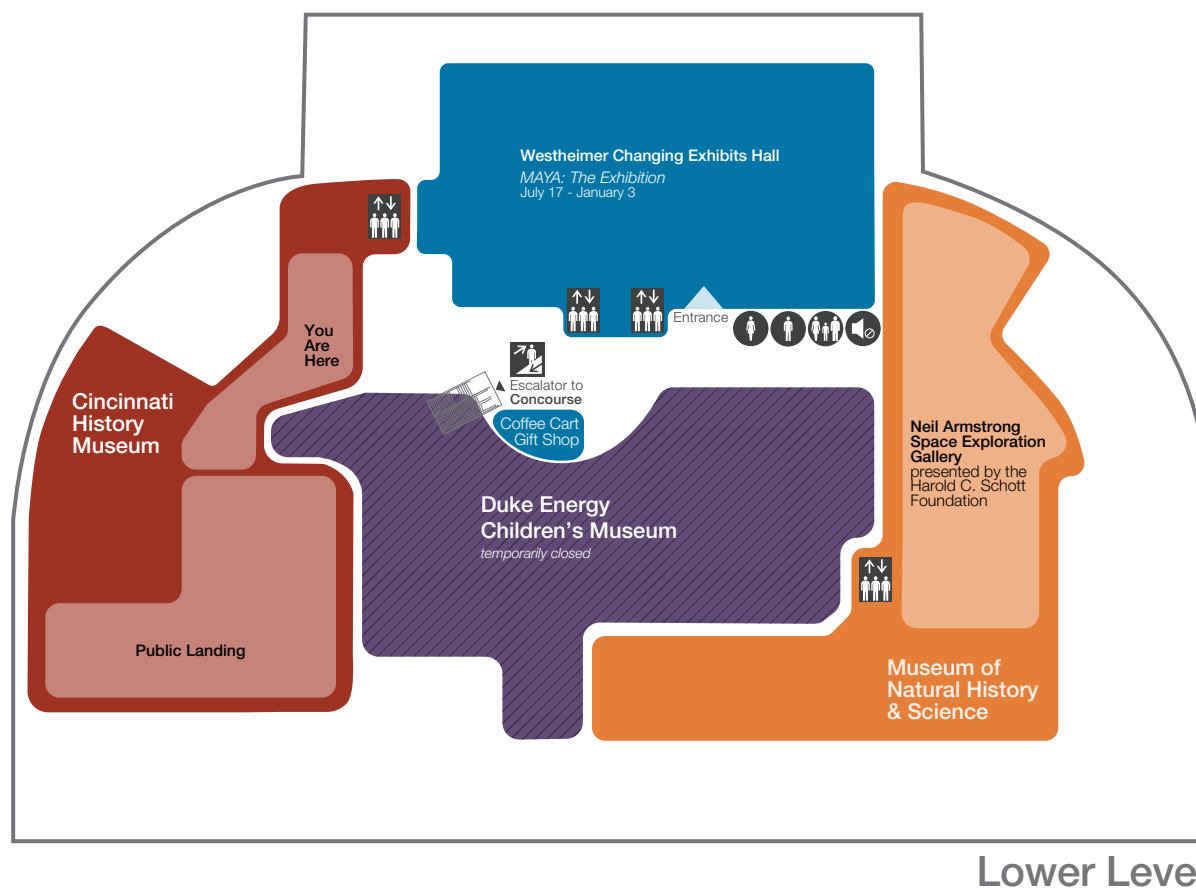 Westheimer Changing Exhibits Hall
MAYA: The Exhibition
July 17 - January 3
Entrance
You
Are
Here
Escalator to
Concourse
Coffee Cart
Gift Shop
Cincinnati
History
Museum
Neil Armstrong
Space Exploration
Gallery
presented by the
Harold C. Schott
Foundation
Duke Energy
Children's Museum
temporarily closed
Public Landing
Museum of
Natural History
& Science
Lower Leve